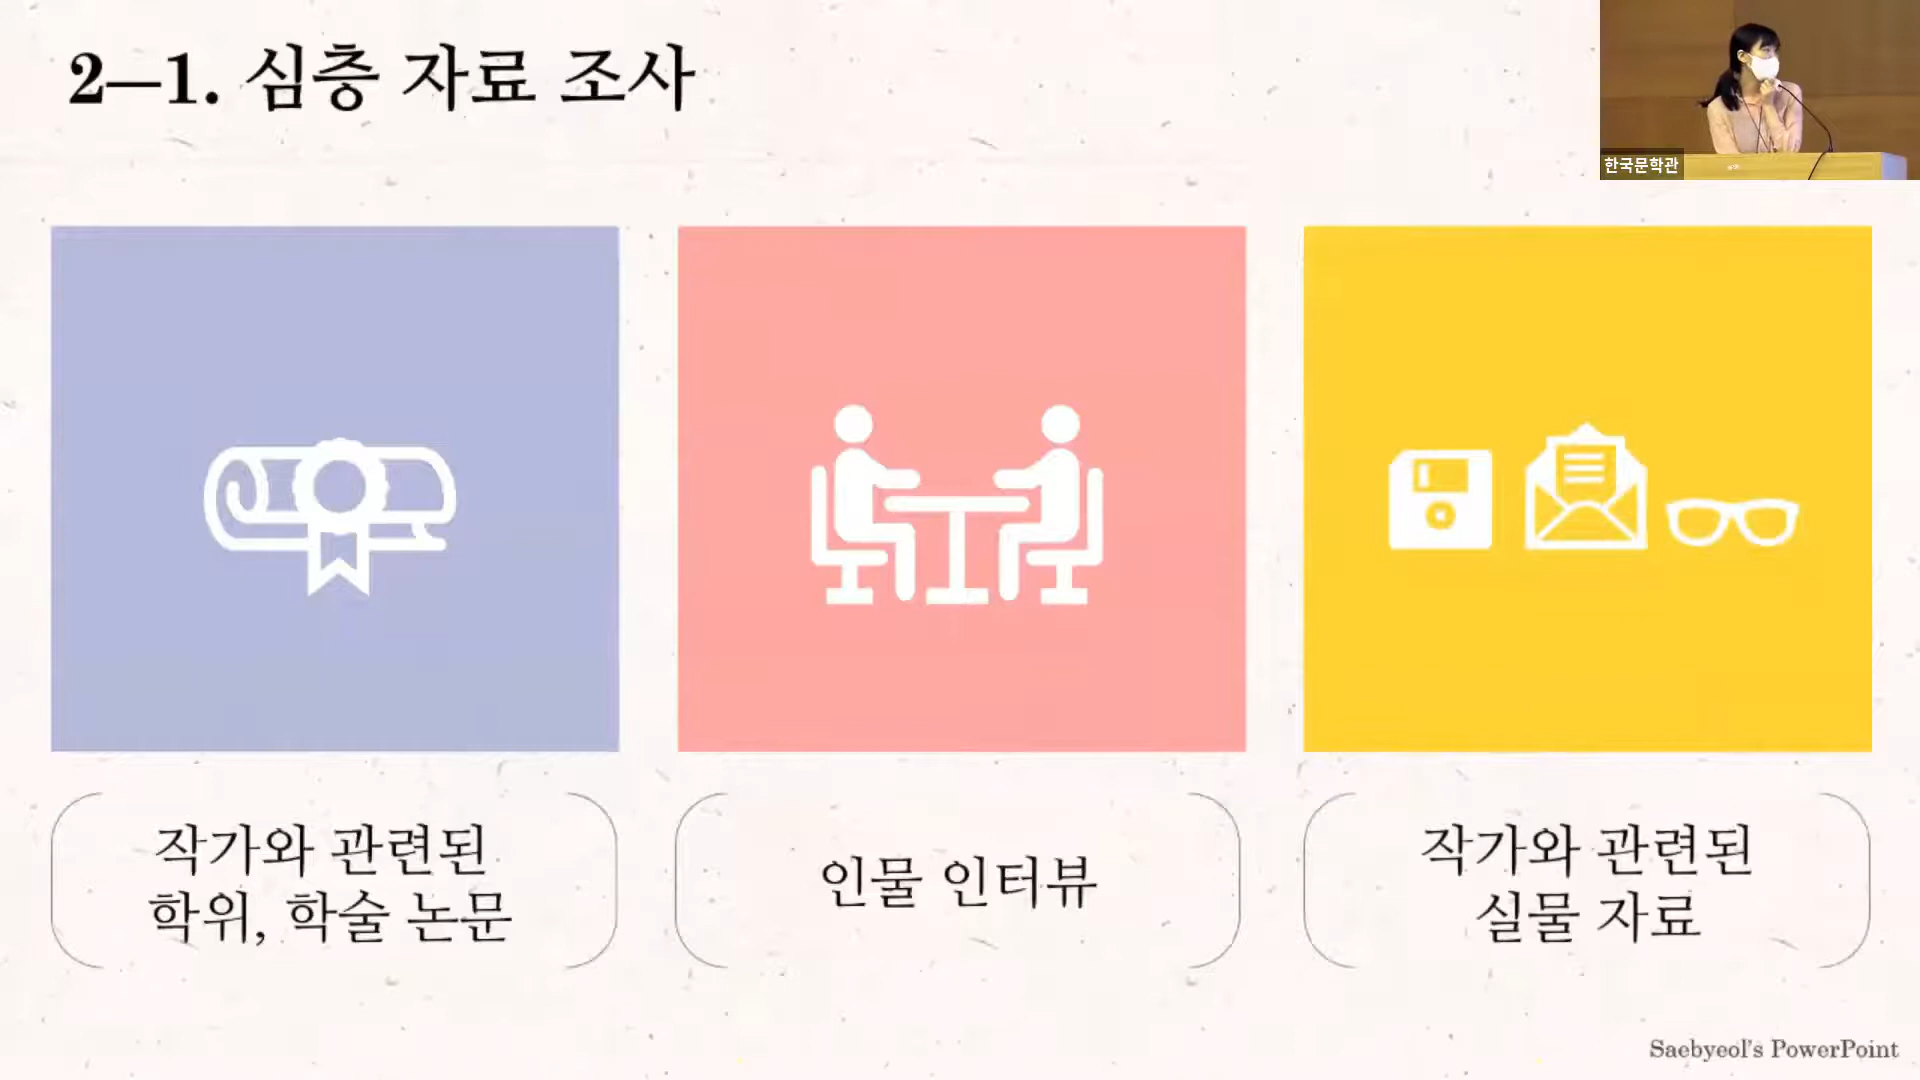 2—1. 심층 자료 조사
한국문학관
작가와 관련된
학위, 학술 논문
인물 인터뷰
작가와 관련된
실물 자료
Saebyeol's PowerPoint